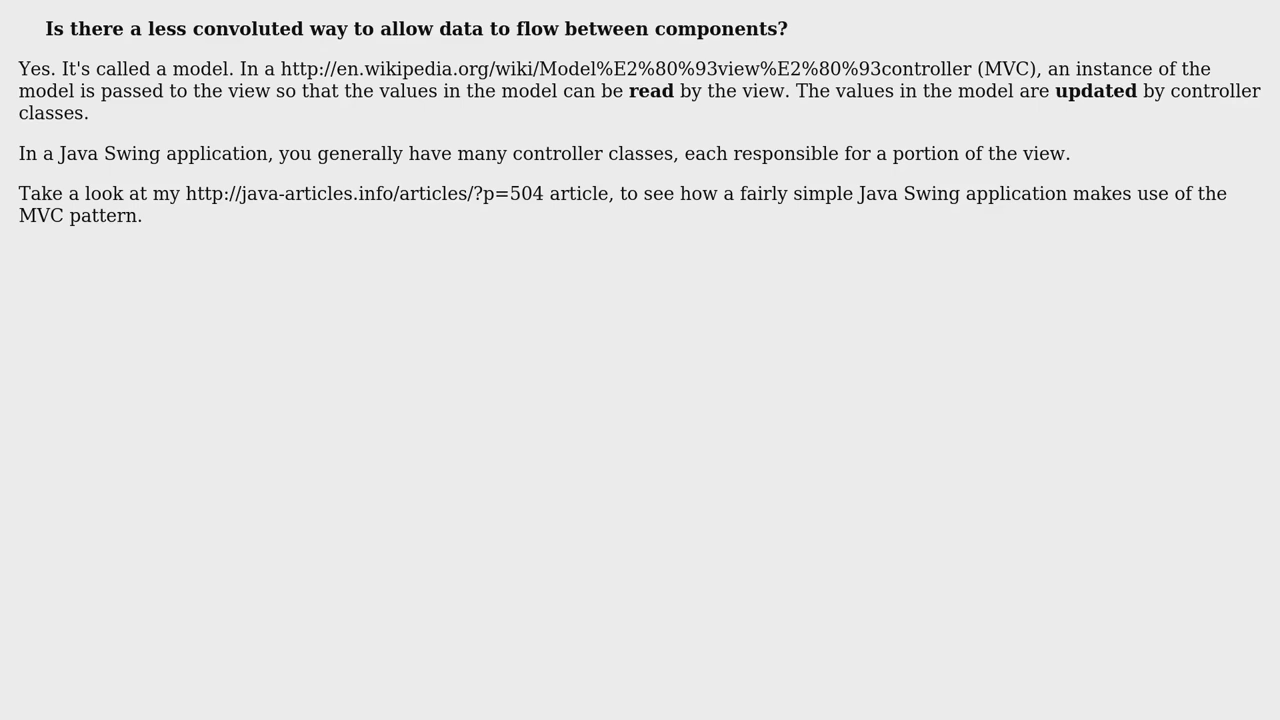 Is there a less convoluted way to allow data to flow between components?
Yes. It's called a model. In a http://en.wikipedia.org/wiki/Model%E2%80%93view%E2%80%93controller (MVC), an instance of the
model is passed to the view so that the values in the model can be read by the view. The values in the model are updated by controller
classes.
In a Java Swing application, you generally have many controller classes, each responsible for a portion of the view.
Take a look at my http://java-articles.info/articles/?p=504 article, to see how a fairly simple Java Swing application makes use of the
MVC pattern.